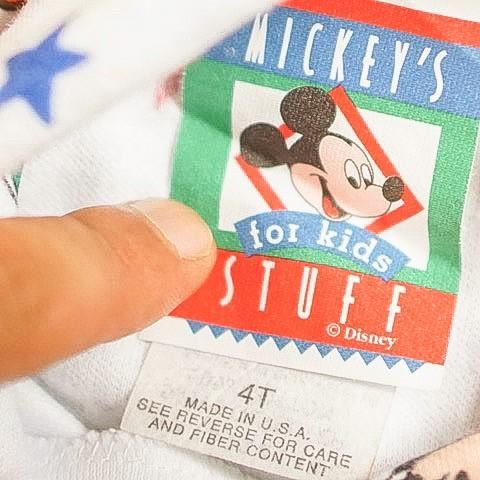 MICKEY'S
for kids
STUFF
© Disney
4T
MADE IN U.S.A.
SEE REVERSE FOR CARE
AND FIBER CONTENT